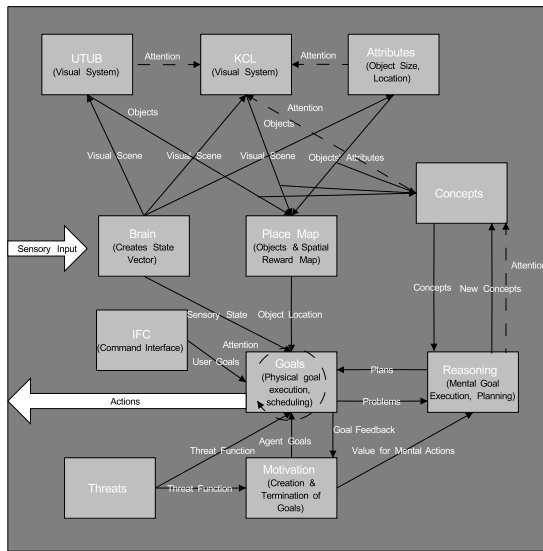 UTUB
(Visual System)
Attention
KCL
(Visual System)
Attention
Attributes
(Object Size,
Location)
Objects
Attention
Objects
Visual Scene
Visual Scene
Visual Scene
Objects Attributes
Concepts
Sensory Input
Brain
(Creates State
Vector)
Place Map
(Objects & Spatial
Reward Map)
Attention
Concepts
New Concepts
Sensory State
Object Location
IFC
(Command Interface)
Attention
User Goals
Goals
(Physical goal
execution,
scheduling)
Plans
Problems
Reasoning
(Mental Goal
Execution, Planning)
Actions
Goal Feedback
Agent Goals
Threat Function
Value for Mental Actions
Threats
Threat Function
Motivation
(Creation &
Termination of
Goals)